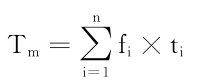 $T_m = \sum_{i=1}^{n} f_i \times t_i$